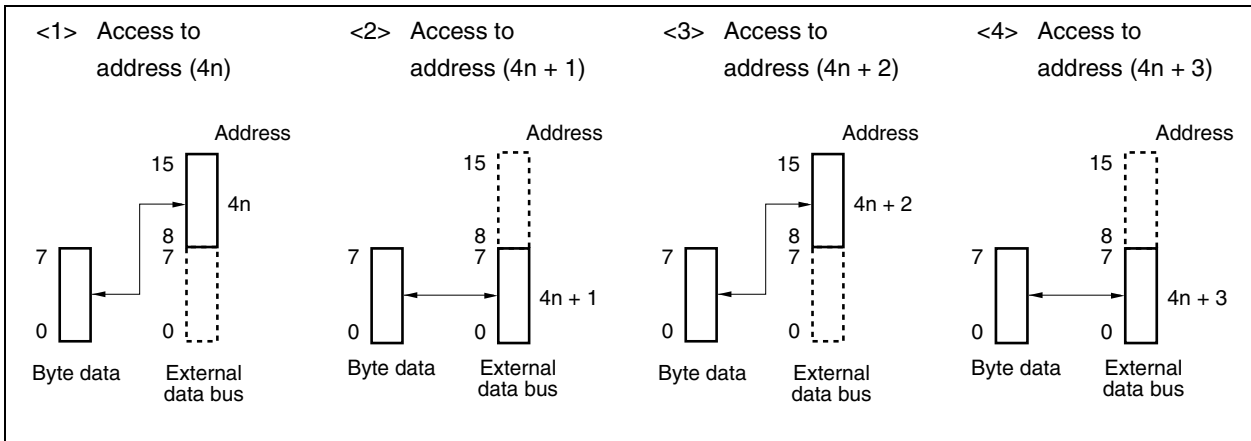 <1> Access to
address (4n)
<2> Access to
address (4n + 1)
<3> Access to
address (4n + 2)
<4> Access to
address (4n + 3)
Address
15
4n
8
7
7
0
0
Byte data
External
data bus
Address
15
8
7
7
4n + 1
0
0
Byte data
External
data bus
Address
15
4n + 2
8
7
7
0
0
Byte data
External
data bus
Address
15
8
7
7
4n + 3
0
0
Byte data
External
data bus